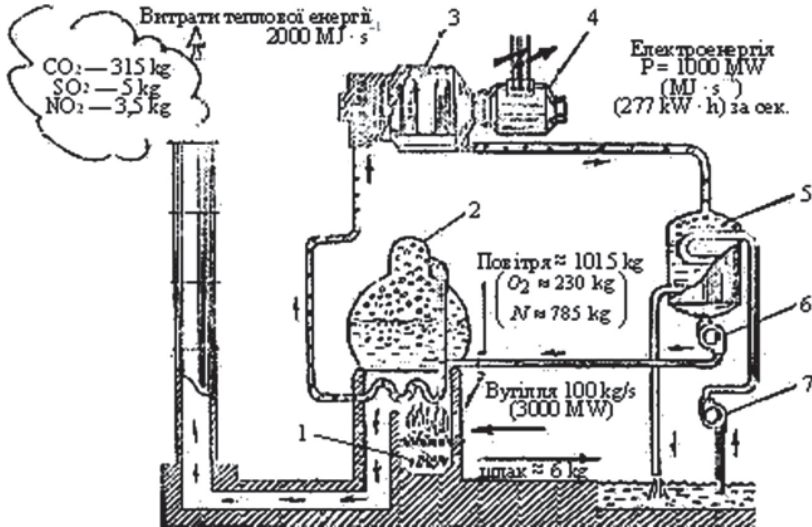 Витрати теплової енергії
2000 MJ · s⁻¹
CO₂ — 315 kg
SO₂ — 5 kg
NO₂ — 3,5 kg
3
4
Електроенергія
P = 1000 MW
(MJ · s⁻¹)
(277 kW · h) за сек.
2
5
Повітря ≈ 1015 kg
O₂ ≈ 230 kg
N ≈ 785 kg
6
Вугілля 100 kg/s
(3000 MW)
7
1
шлак ≈ 6 kg